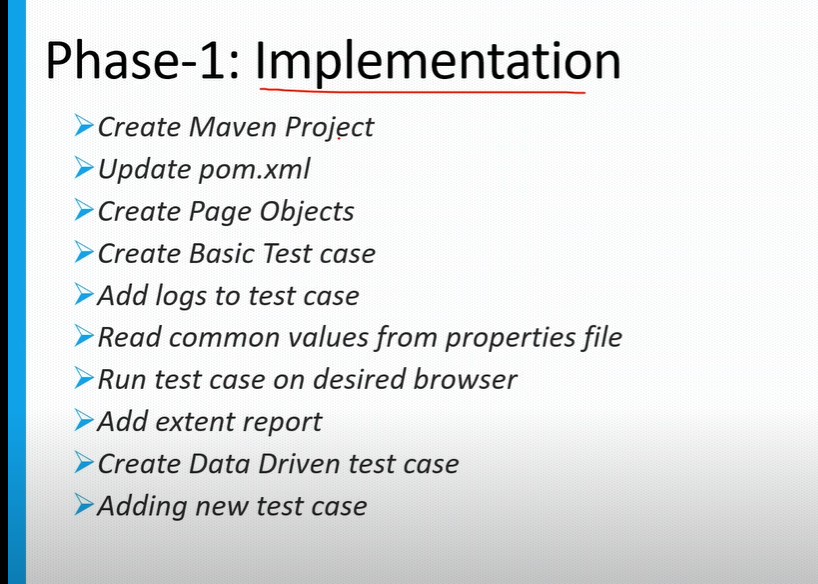 Phase-1: Implementation
Create Maven Project
Update pom.xml
Create Page Objects
Create Basic Test case
Add logs to test case
Read common values from properties file
Run test case on desired browser
Add extent report
Create Data Driven test case
Adding new test case